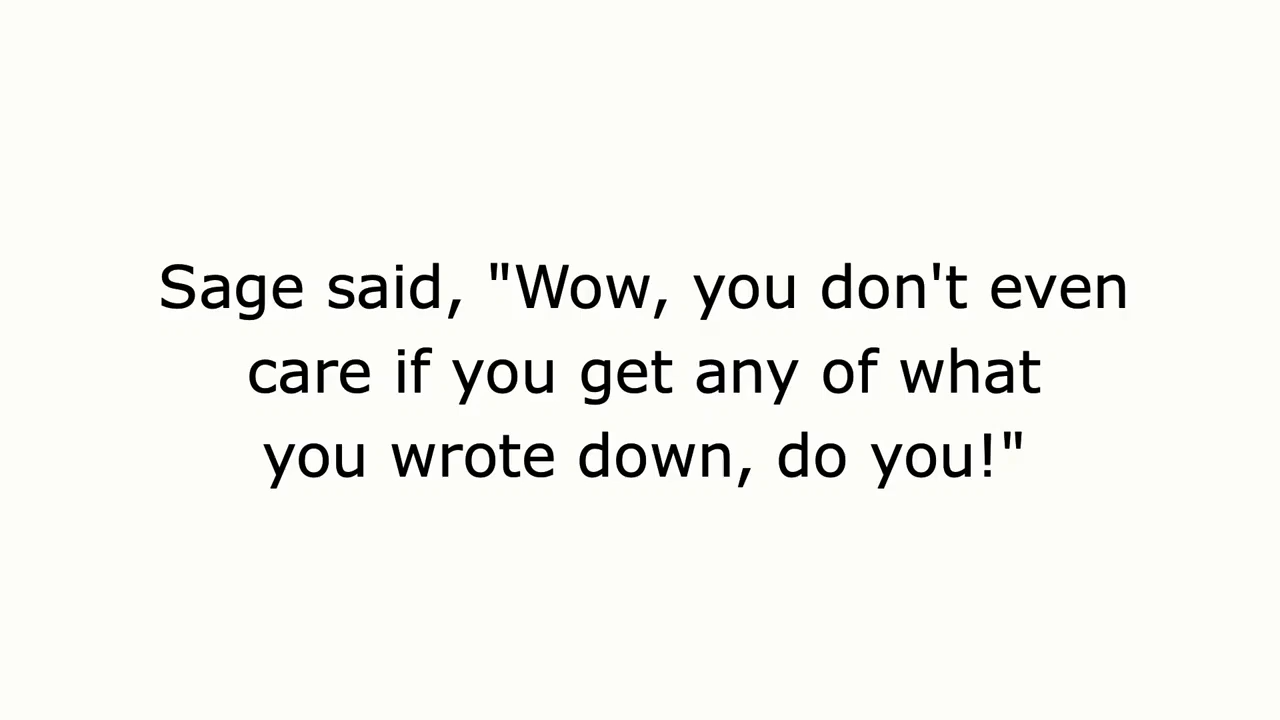 Sage said, "Wow, you don't even
care if you get any of what
you wrote down, do you!"